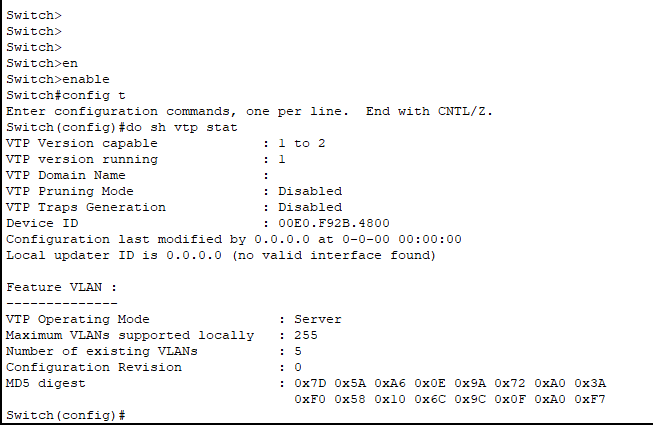 Switch>
Switch>
Switch>
Switch>en
Switch>enable
Switch#config t
Enter configuration commands, one per line.  End with CNTL/Z.
Switch(config)#do sh vtp stat
VTP Version capable             : 1 to 2
VTP version running             : 1
VTP Domain Name                 :
VTP Pruning Mode                : Disabled
VTP Traps Generation            : Disabled
Device ID                       : 00E0.F92B.4800
Configuration last modified by 0.0.0.0 at 0-0-00 00:00:00
Local updater ID is 0.0.0.0 (no valid interface found)

Feature VLAN :
--------------
VTP Operating Mode                : Server
Maximum VLANs supported locally   : 255
Number of existing VLANs          : 5
Configuration Revision            : 0
MD5 digest                        : 0x7D 0x5A 0xA6 0x0E 0x9A 0x72 0xA0 0x3A
                                    0xF0 0x58 0x10 0x6C 0x9C 0x0F 0xA0 0xF7
Switch(config)#